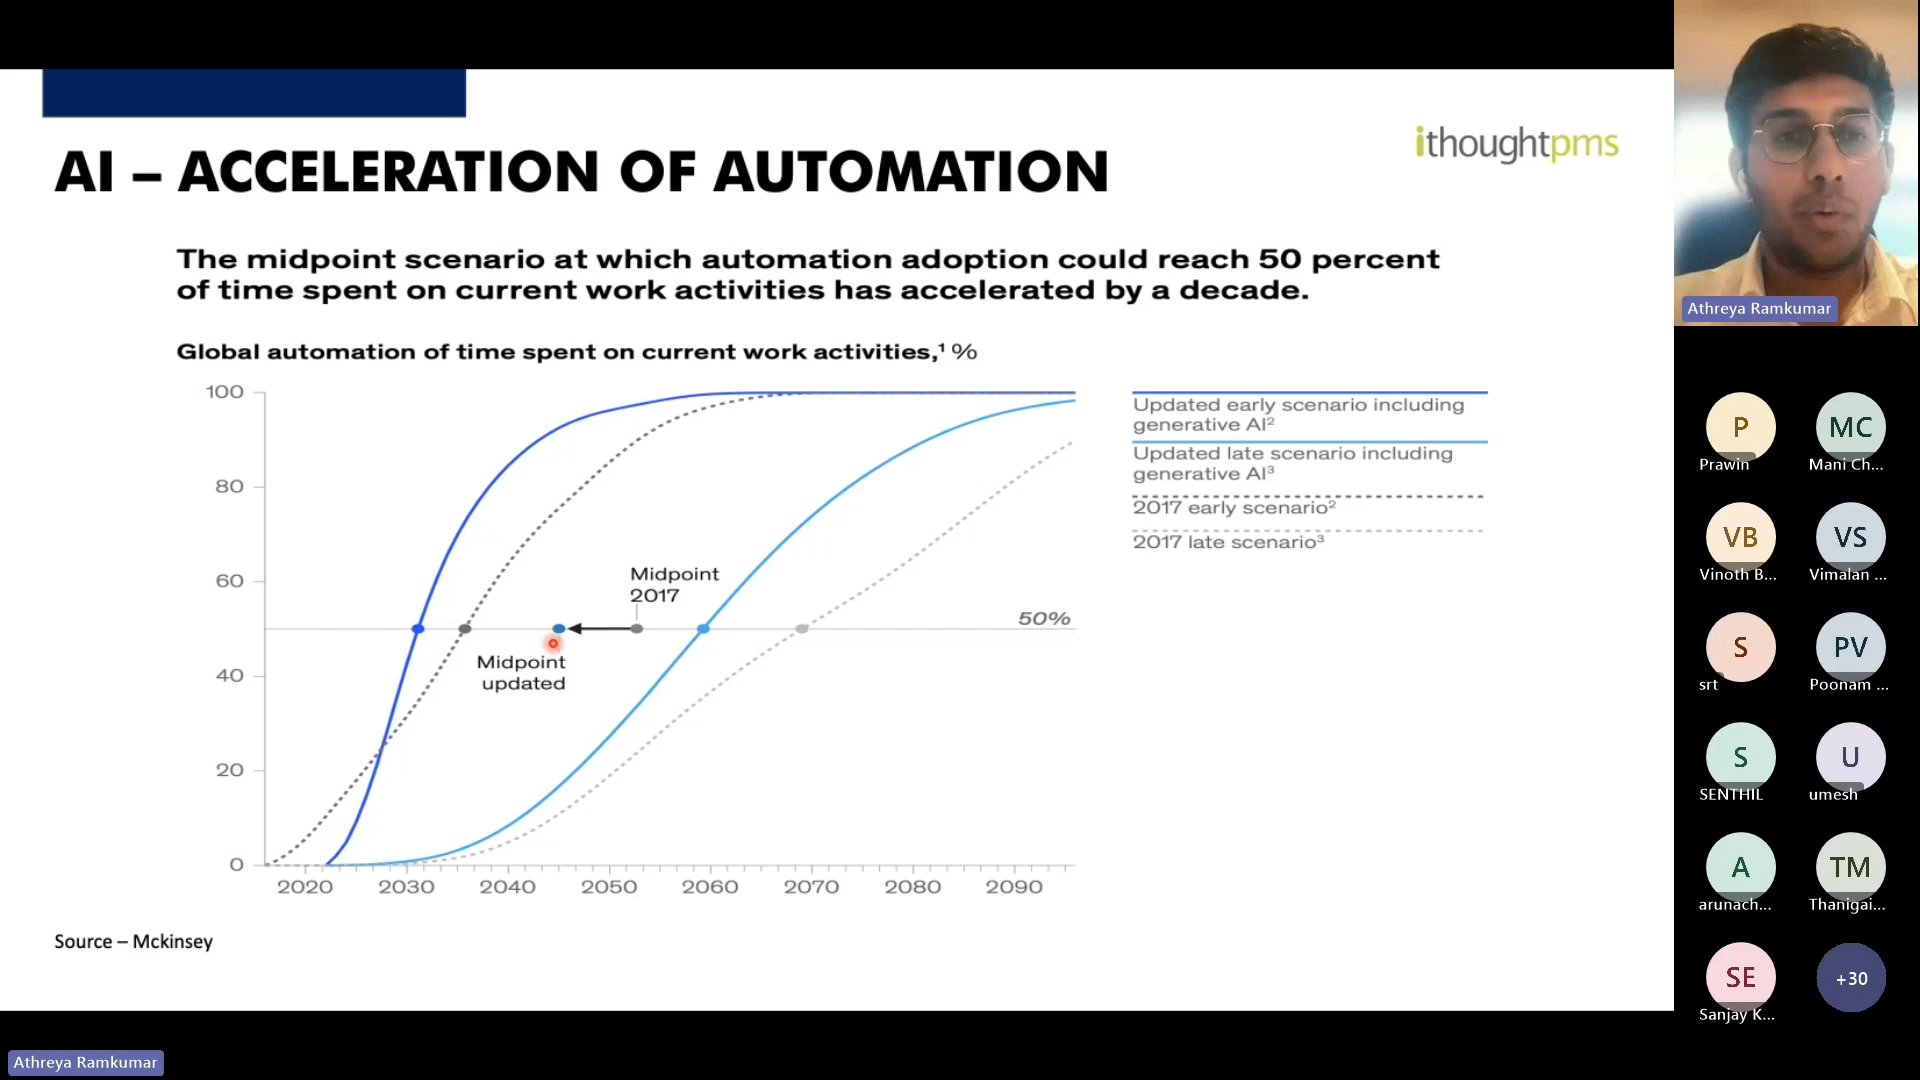 AI – ACCELERATION OF AUTOMATION
ithoughtpms
The midpoint scenario at which automation adoption could reach 50 percent
of time spent on current work activities has accelerated by a decade.
Global automation of time spent on current work activities,¹ %
100
80
60
40
20
0
2020 2030 2040 2050 2060 2070 2080 2090
Midpoint
2017
Midpoint
updated
50%
Updated early scenario including
generative AI²
Updated late scenario including
generative AI³
2017 early scenario²
2017 late scenario³
Source – Mckinsey
Athreya Ramkumar
Athreya Ramkumar
P
Prawin
MC
Mani Ch...
VB
Vinoth B...
VS
Vimalan ...
S
srt
PV
Poonam ...
S
SENTHIL
U
umesh
A
arunach...
TM
Thanigai...
SE
Sanjay K...
+30